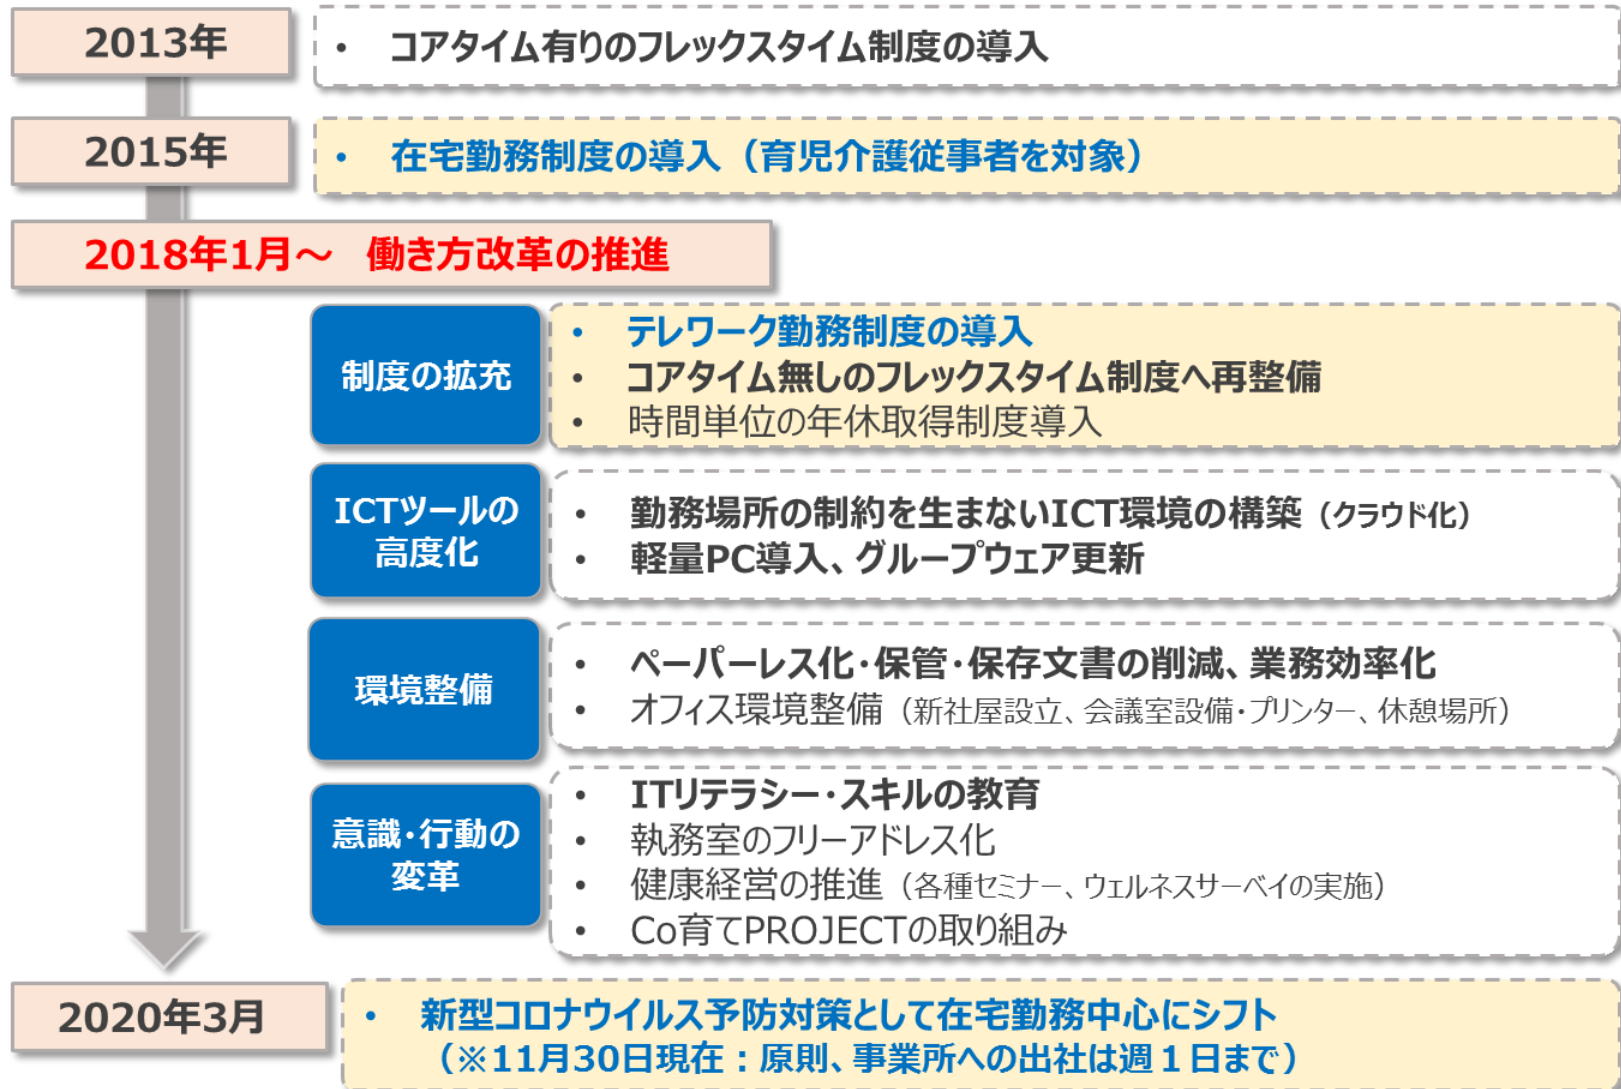 2013年
• コアタイム有りのフレックスタイム制度の導入
2015年
• 在宅勤務制度の導入（育児介護従事者を対象）
2018年1月～　働き方改革の推進
制度の拡充
• テレワーク勤務制度の導入
• コアタイム無しのフレックスタイム制度へ再整備
• 時間単位の年休取得制度導入
ICTツールの
高度化
• 勤務場所の制約を生まないICT環境の構築（クラウド化）
• 軽量PC導入、グループウェア更新
環境整備
• ペーパーレス化・保管・保存文書の削減、業務効率化
• オフィス環境整備（新社屋設立、会議室設備・プリンター、休憩場所）
意識・行動の
変革
• ITリテラシー・スキルの教育
• 執務室のフリーアドレス化
• 健康経営の推進（各種セミナー、ウェルネスサーベイの実施）
• Co育てPROJECTの取り組み
2020年3月
• 新型コロナウイルス予防対策として在宅勤務中心にシフト
（※11月30日現在：原則、事業所への出社は週１日まで）